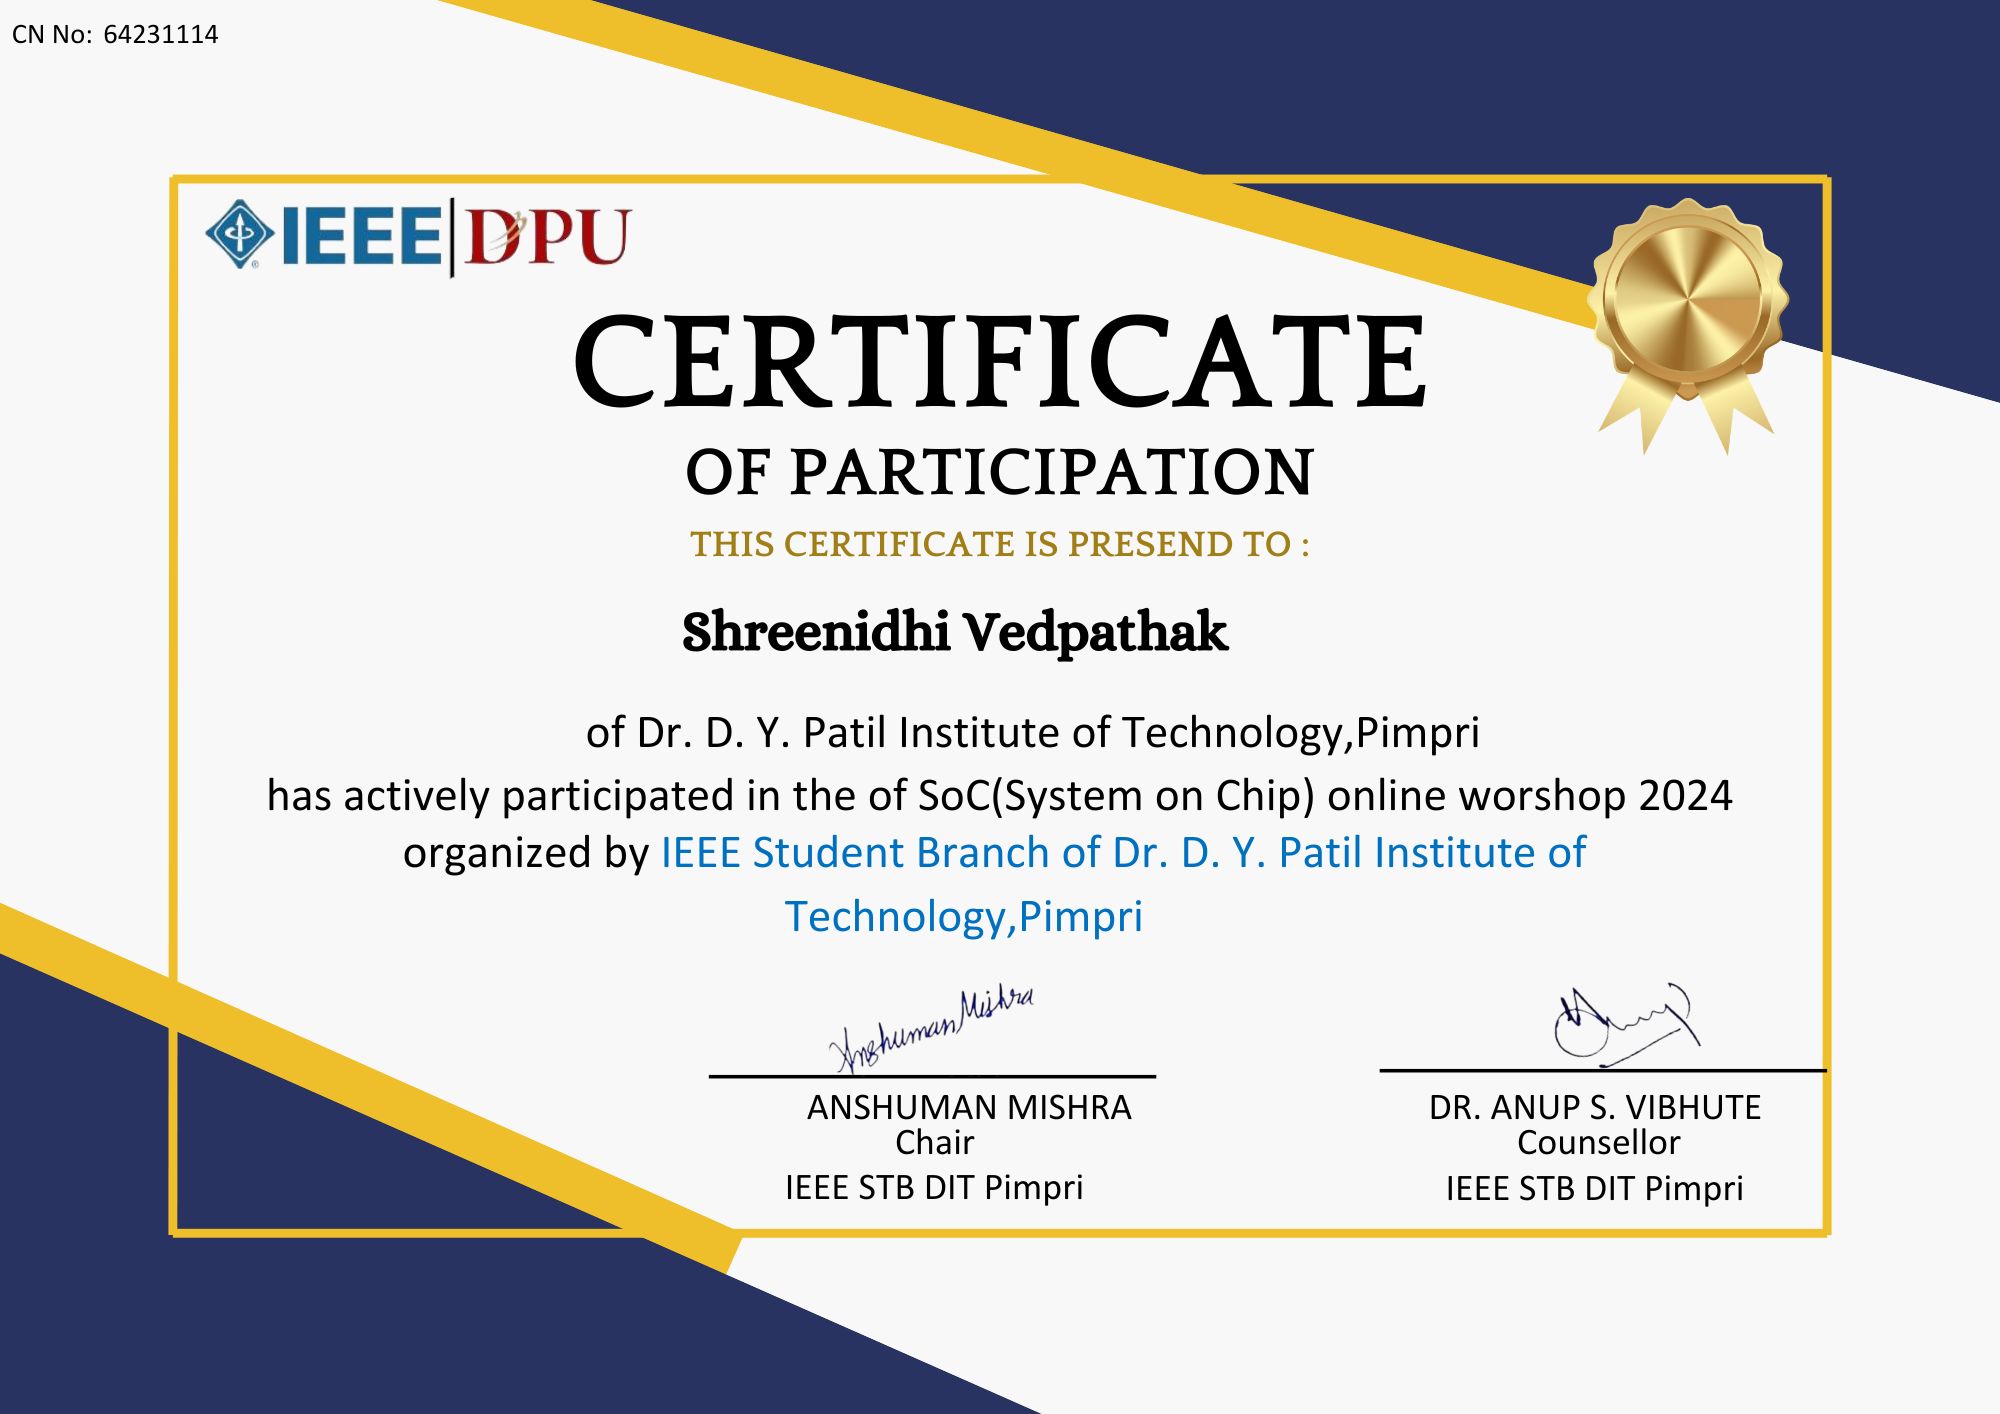 CN No: 64231114
IEEE DPU
CERTIFICATE
OF PARTICIPATION
THIS CERTIFICATE IS PRESEND TO :
Shreenidhi Vedpathak
of Dr. D. Y. Patil Institute of Technology,Pimpri
has actively participated in the of SoC(System on Chip) online worshop 2024
organized by IEEE Student Branch of Dr. D. Y. Patil Institute of
Technology,Pimpri
Anshuman Mishra
ANSHUMAN MISHRA
Chair
IEEE STB DIT Pimpri
DR. ANUP S. VIBHUTE
Counsellor
IEEE STB DIT Pimpri